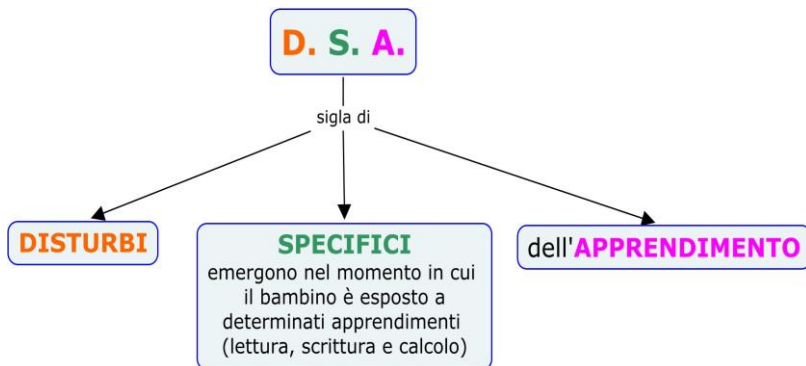 D. S. A.
sigla di
DISTURBI
SPECIFICI
emergono nel momento in cui
il bambino è esposto a
determinati apprendimenti
(lettura, scrittura e calcolo)
dell'APPRENDIMENTO